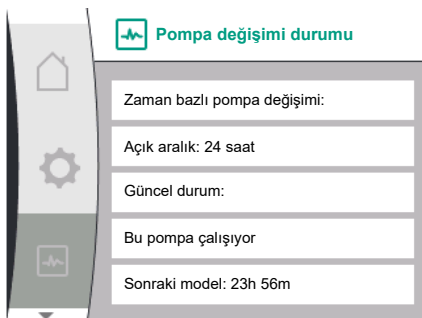 Pompa değişimi durumu
Zaman bazlı pompa değişimi:
Açık aralık: 24 saat
Güncel durum:
Bu pompa çalışıyor
Sonraki model: 23h 56m